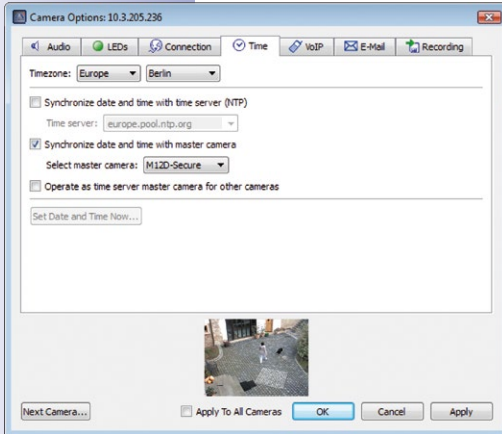 Camera Options: 10.3.205.236
Audio LEDs Connection Time VoIP E-Mail Recording
Timezone: Europe Berlin
Synchronize date and time with time server (NTP)
Time server: europe.pool.ntp.org
Synchronize date and time with master camera
Select master camera: M12D-Secure
Operate as time server master camera for other cameras
Set Date and Time Now...
Next Camera... Apply To All Cameras OK Cancel Apply